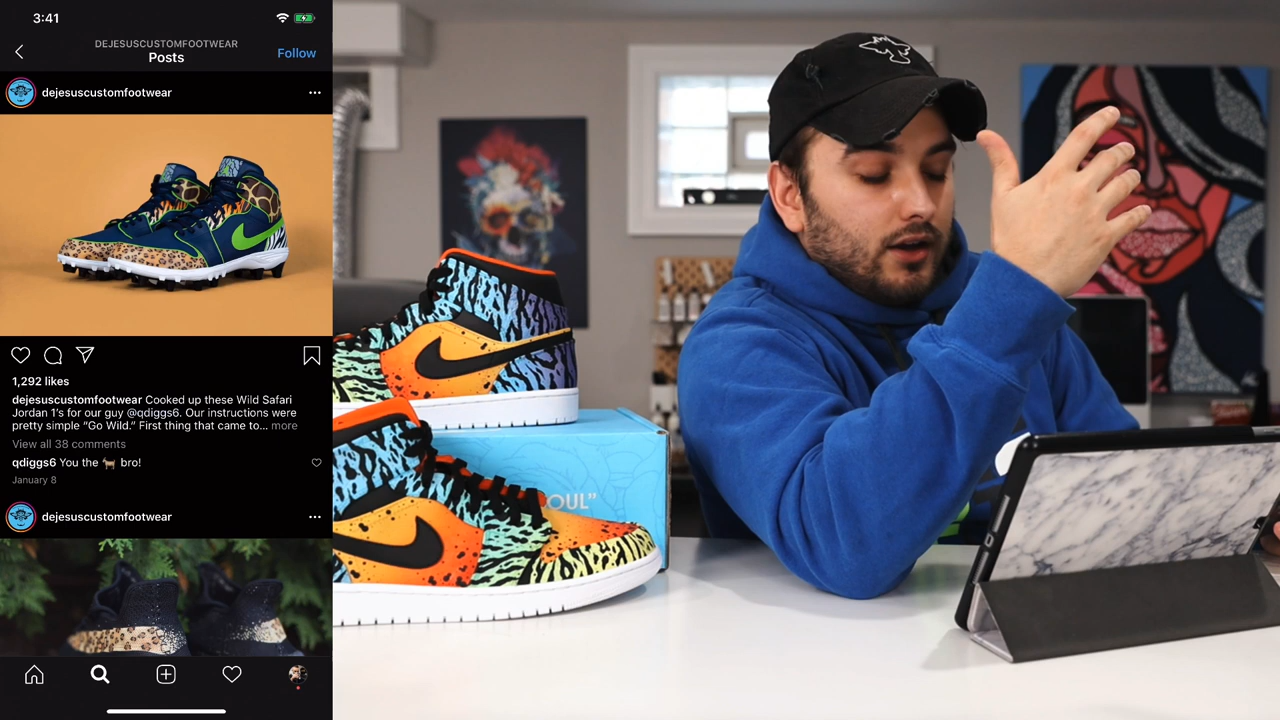 3:41
DEJESUSCUSTOMFOOTWEAR
Posts
Follow
dejesuscustomfootwear
1,292 likes
dejesuscustomfootwear Cooked up these Wild Safari
Jordan 1's for our guy @qdiggs6. Our instructions were
pretty simple “Go Wild.” First thing that came to... more
View all 38 comments
qdiggs6 You the 🐐 bro!
January 8
dejesuscustomfootwear
OUL”